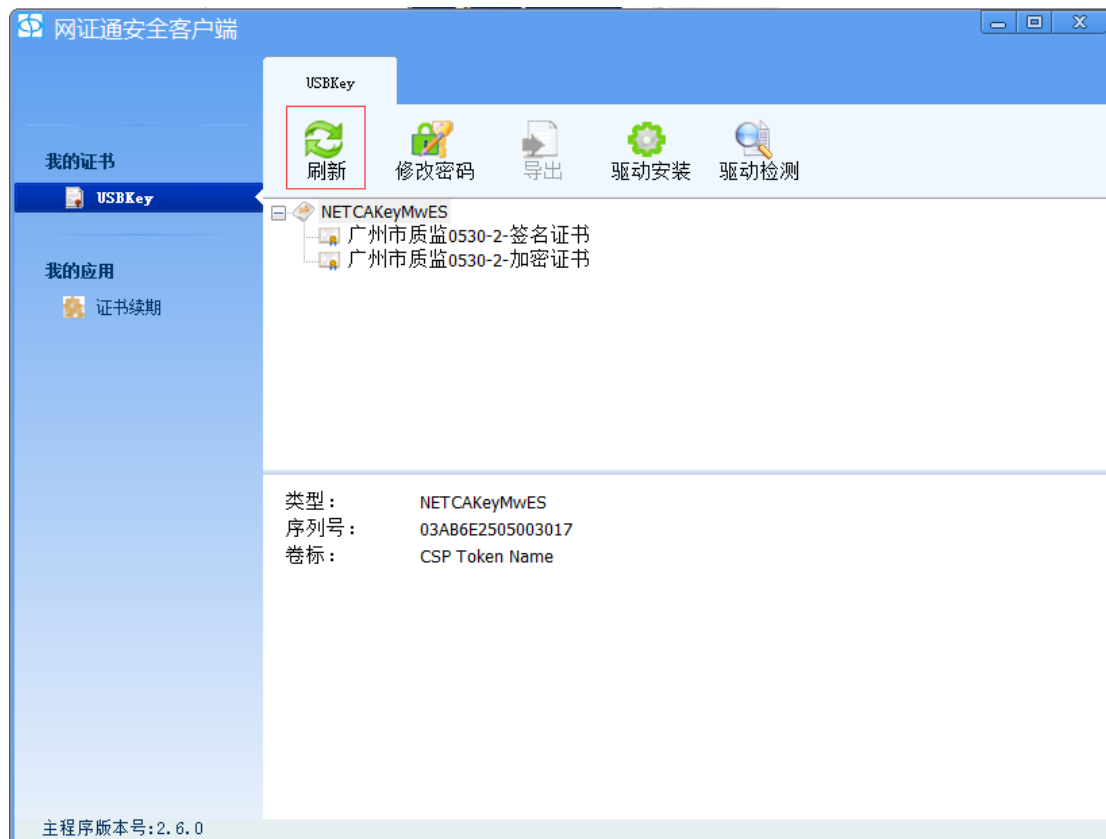 网证通安全客户端
USBKey
刷新 修改密码 导出 驱动安装 驱动检测
我的证书
USBKey
我的应用
证书续期
NETCAKeyMwES
广州市质监0530-2-签名证书
广州市质监0530-2-加密证书
类型： NETCAKeyMwES
序列号： 03AB6E2505003017
卷标： CSP Token Name
主程序版本号:2.6.0